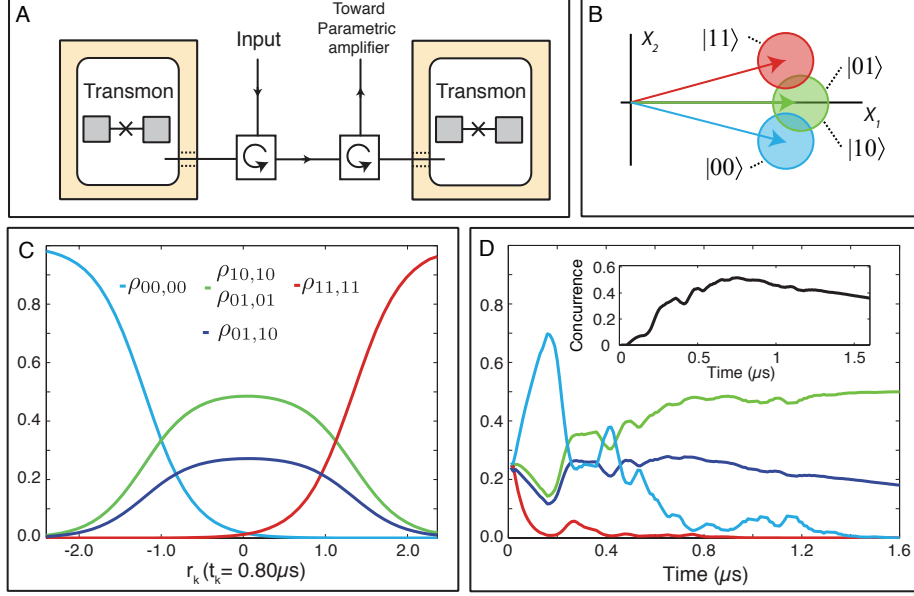 A
Input
Toward
Parametric
amplifier
Transmon
Transmon
B
X₂
|11⟩
|01⟩
X₁
|10⟩
|00⟩
C
ρ00,00
ρ10,10
ρ01,01
ρ11,11
ρ01,10
0.8
0.6
0.4
0.2
0.0
-2.0 -1.0 0 1.0 2.0
r_k (t_k= 0.80µs)
D
Concurrence
0.6
0.4
0.2
0
0 0.5 1 1.5
Time (µs)
0.8
0.6
0.4
0.2
0.0
0 0.4 0.8 1.2 1.6
Time (µs)